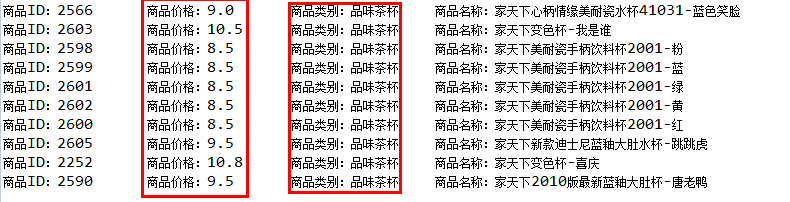 商品ID: 2566 商品价格: 9.0 商品类别: 品味茶杯 商品名称: 家天下心柄情缘美耐瓷水杯41031-蓝色笑脸
商品ID: 2603 商品价格: 10.5 商品类别: 品味茶杯 商品名称: 家天下变色杯-我是谁
商品ID: 2598 商品价格: 8.5 商品类别: 品味茶杯 商品名称: 家天下美耐瓷手柄饮料杯2001-粉
商品ID: 2599 商品价格: 8.5 商品类别: 品味茶杯 商品名称: 家天下美耐瓷手柄饮料杯2001-蓝
商品ID: 2601 商品价格: 8.5 商品类别: 品味茶杯 商品名称: 家天下美耐瓷手柄饮料杯2001-绿
商品ID: 2602 商品价格: 8.5 商品类别: 品味茶杯 商品名称: 家天下美耐瓷手柄饮料杯2001-黄
商品ID: 2600 商品价格: 8.5 商品类别: 品味茶杯 商品名称: 家天下美耐瓷手柄饮料杯2001-红
商品ID: 2605 商品价格: 9.5 商品类别: 品味茶杯 商品名称: 家天下新款迪士尼蓝釉大肚水杯-跳跳虎
商品ID: 2252 商品价格: 10.8 商品类别: 品味茶杯 商品名称: 家天下变色杯-喜庆
商品ID: 2590 商品价格: 9.5 商品类别: 品味茶杯 商品名称: 家天下2010版最新蓝釉大肚杯-唐老鸭